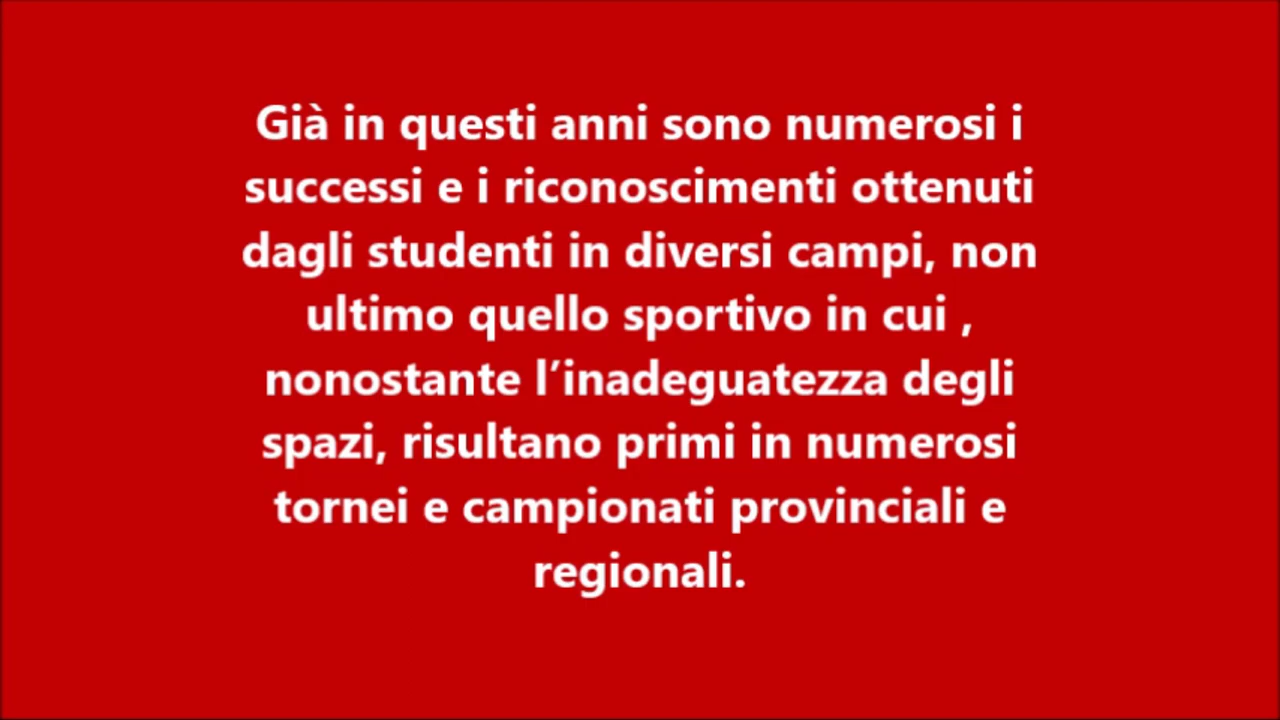 Già in questi anni sono numerosi i
successi e i riconoscimenti ottenuti
dagli studenti in diversi campi, non
ultimo quello sportivo in cui ,
nonostante l’inadeguatezza degli
spazi, risultano primi in numerosi
tornei e campionati provinciali e
regionali.